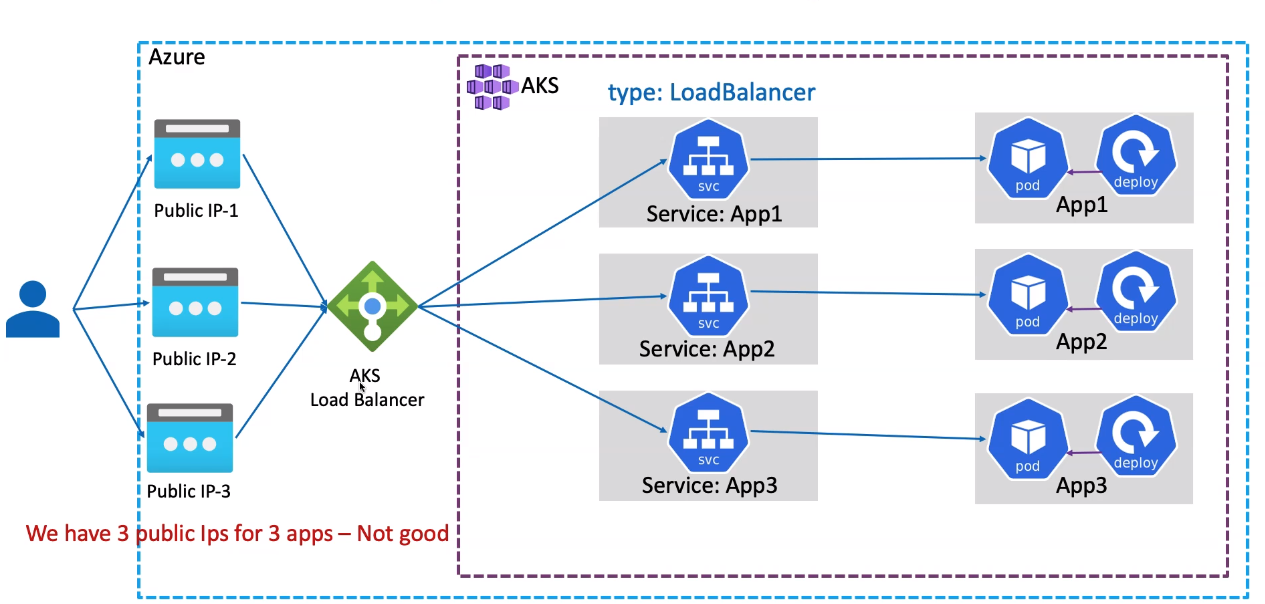 Azure
AKS
type: LoadBalancer
Public IP-1
svc
Service: App1
pod
deploy
App1
Public IP-2
AKS
Load Balancer
svc
Service: App2
pod
deploy
App2
Public IP-3
svc
Service: App3
pod
deploy
App3
We have 3 public Ips for 3 apps – Not good